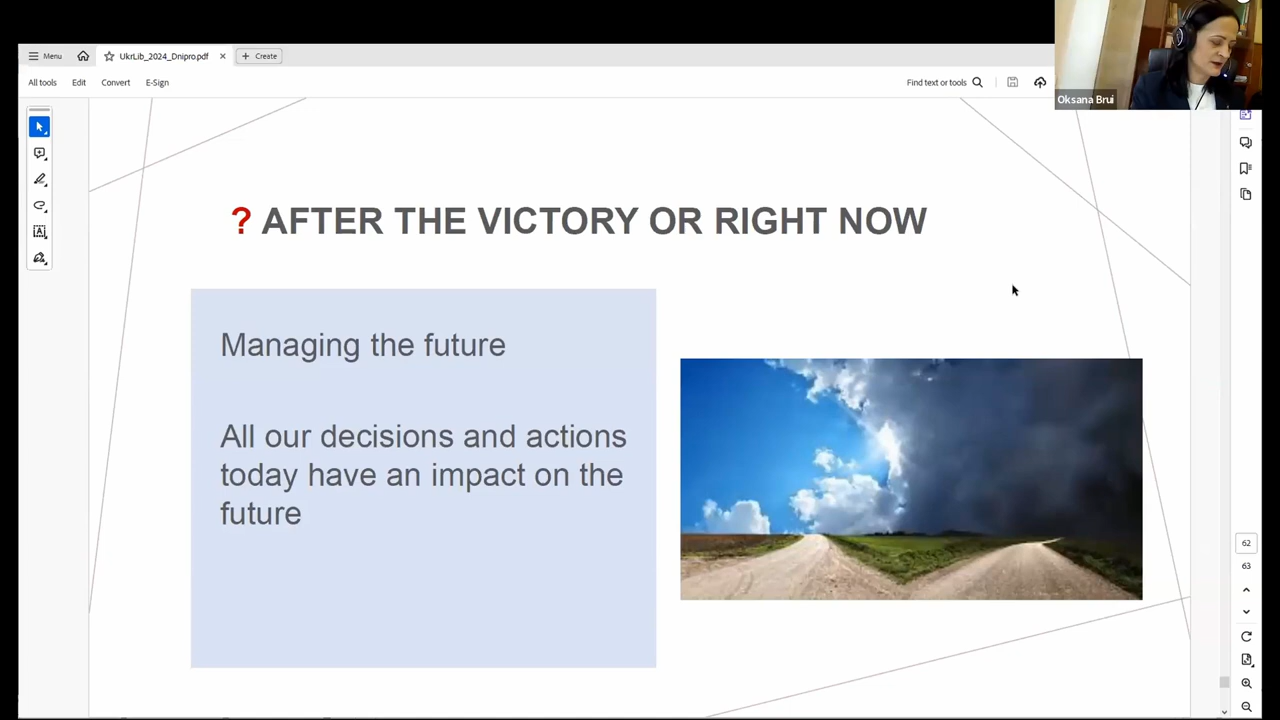 Menu
UkrLib_2024_Dnipro.pdf
Create
All tools
Edit
Convert
E-Sign
Find text or tools
Oksana Brui
? AFTER THE VICTORY OR RIGHT NOW
Managing the future
All our decisions and actions
today have an impact on the
future
62
63